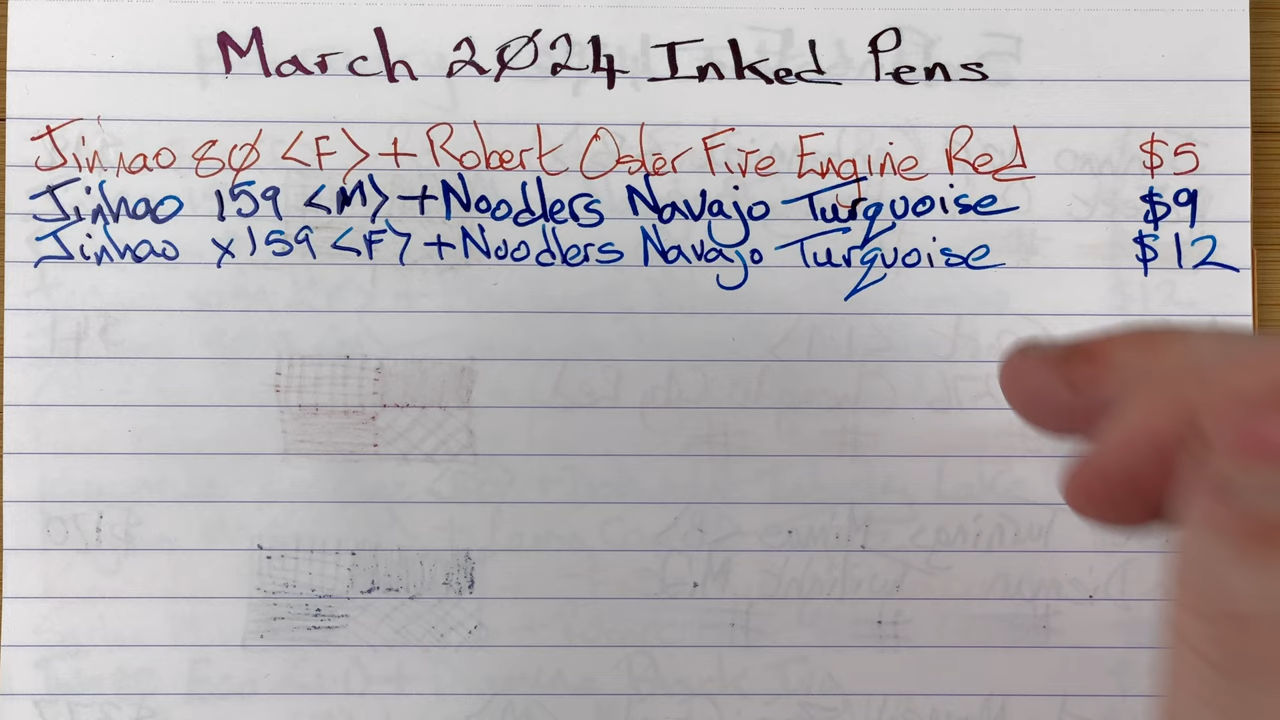 March 2024 Inked Pens
Jinhao 80 <F> + Robert Oster Fire Engine Red $5
Jinhao 159 <M> + Noodlers Navajo Turquoise $9
Jinhao x159 <F> + Noodlers Navajo Turquoise $12